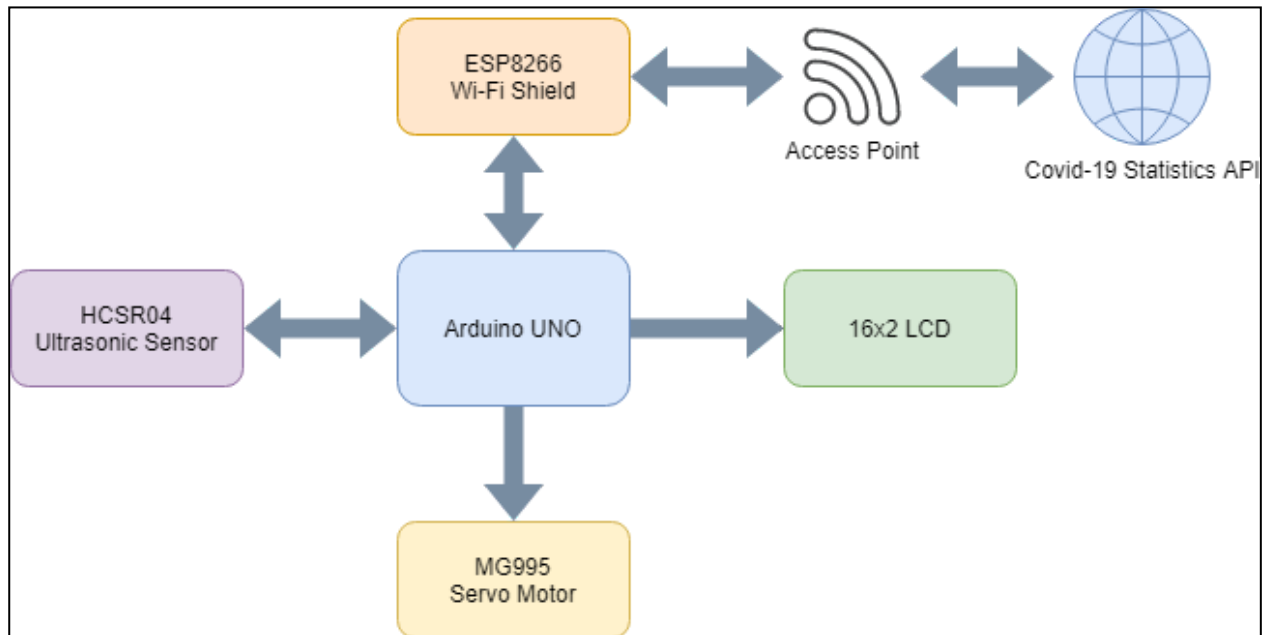 ESP8266
Wi-Fi Shield
Access Point
Covid-19 Statistics API
HCSR04
Ultrasonic Sensor
Arduino UNO
16x2 LCD
MG995
Servo Motor